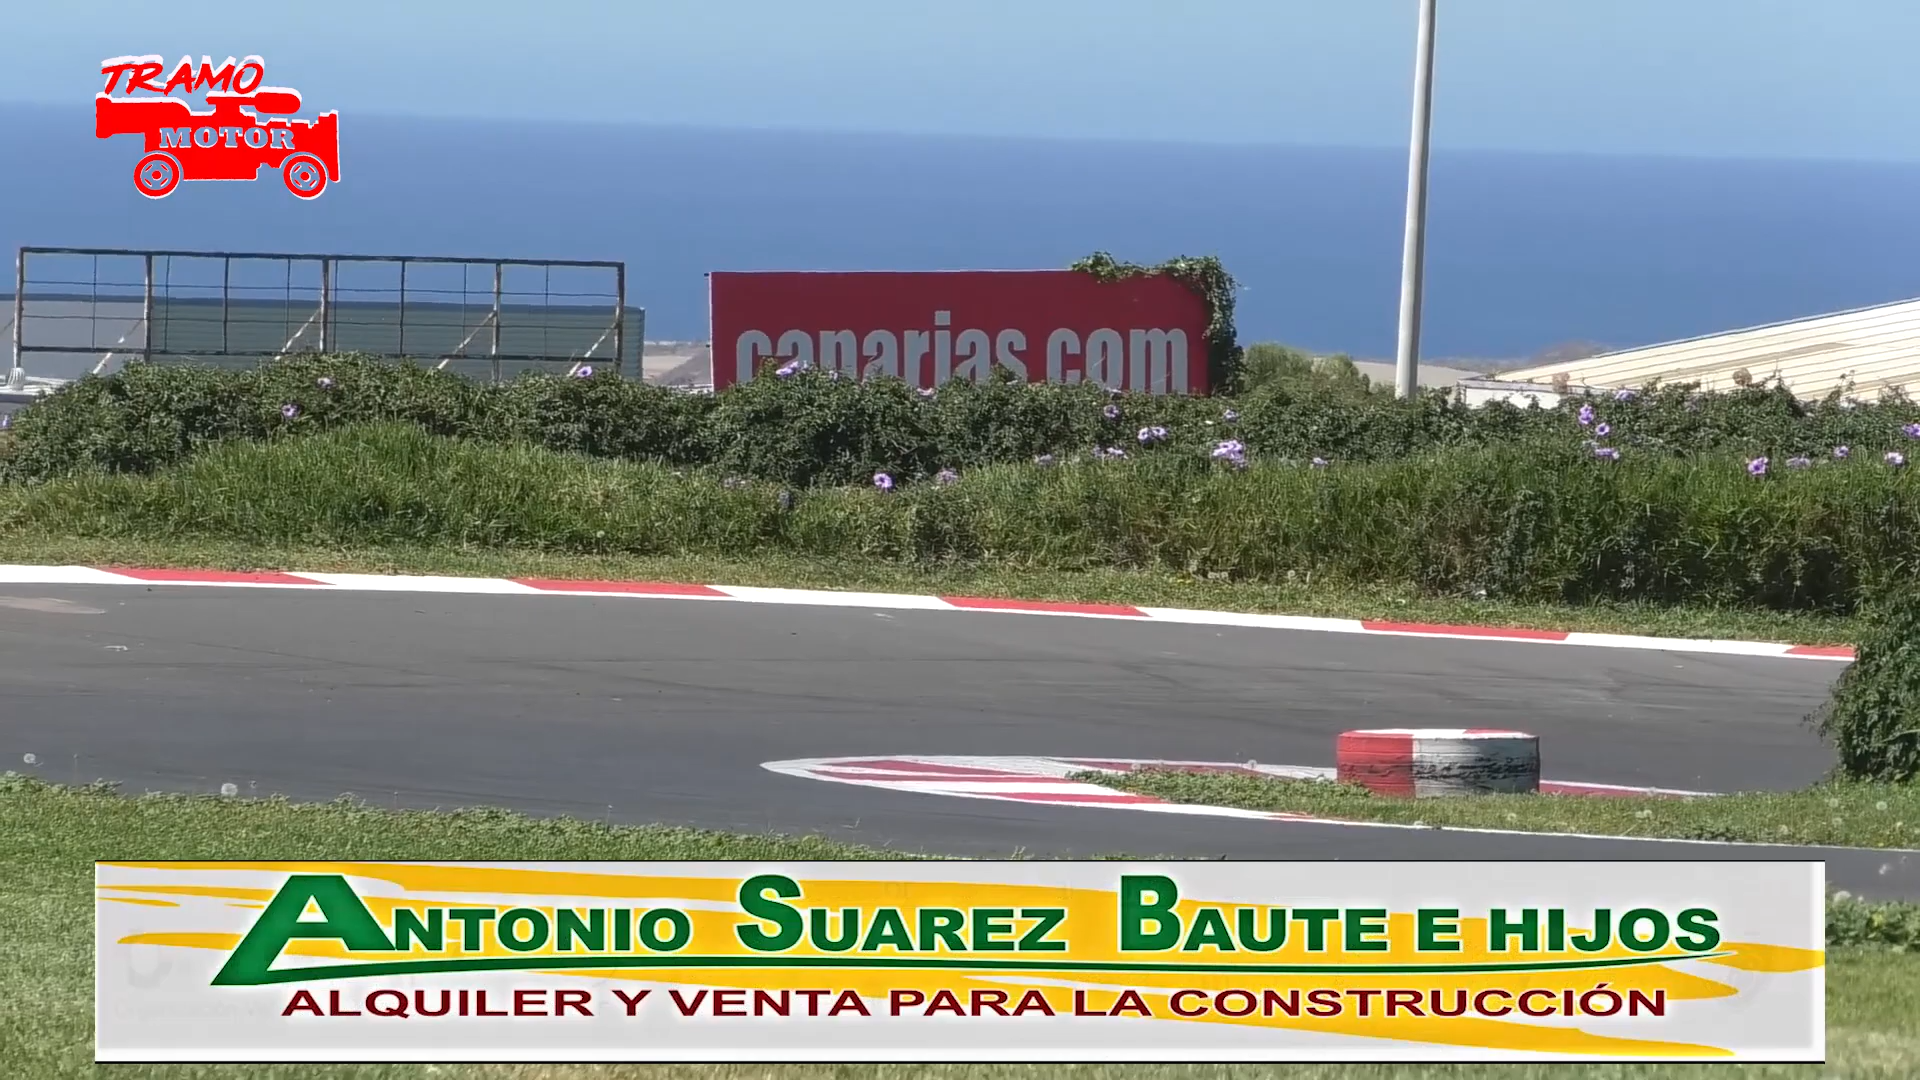 TRAMO
MOTOR
canarias.com
ANTONIO SUAREZ BAUTE E HIJOS
ALQUILER Y VENTA PARA LA CONSTRUCCIÓN